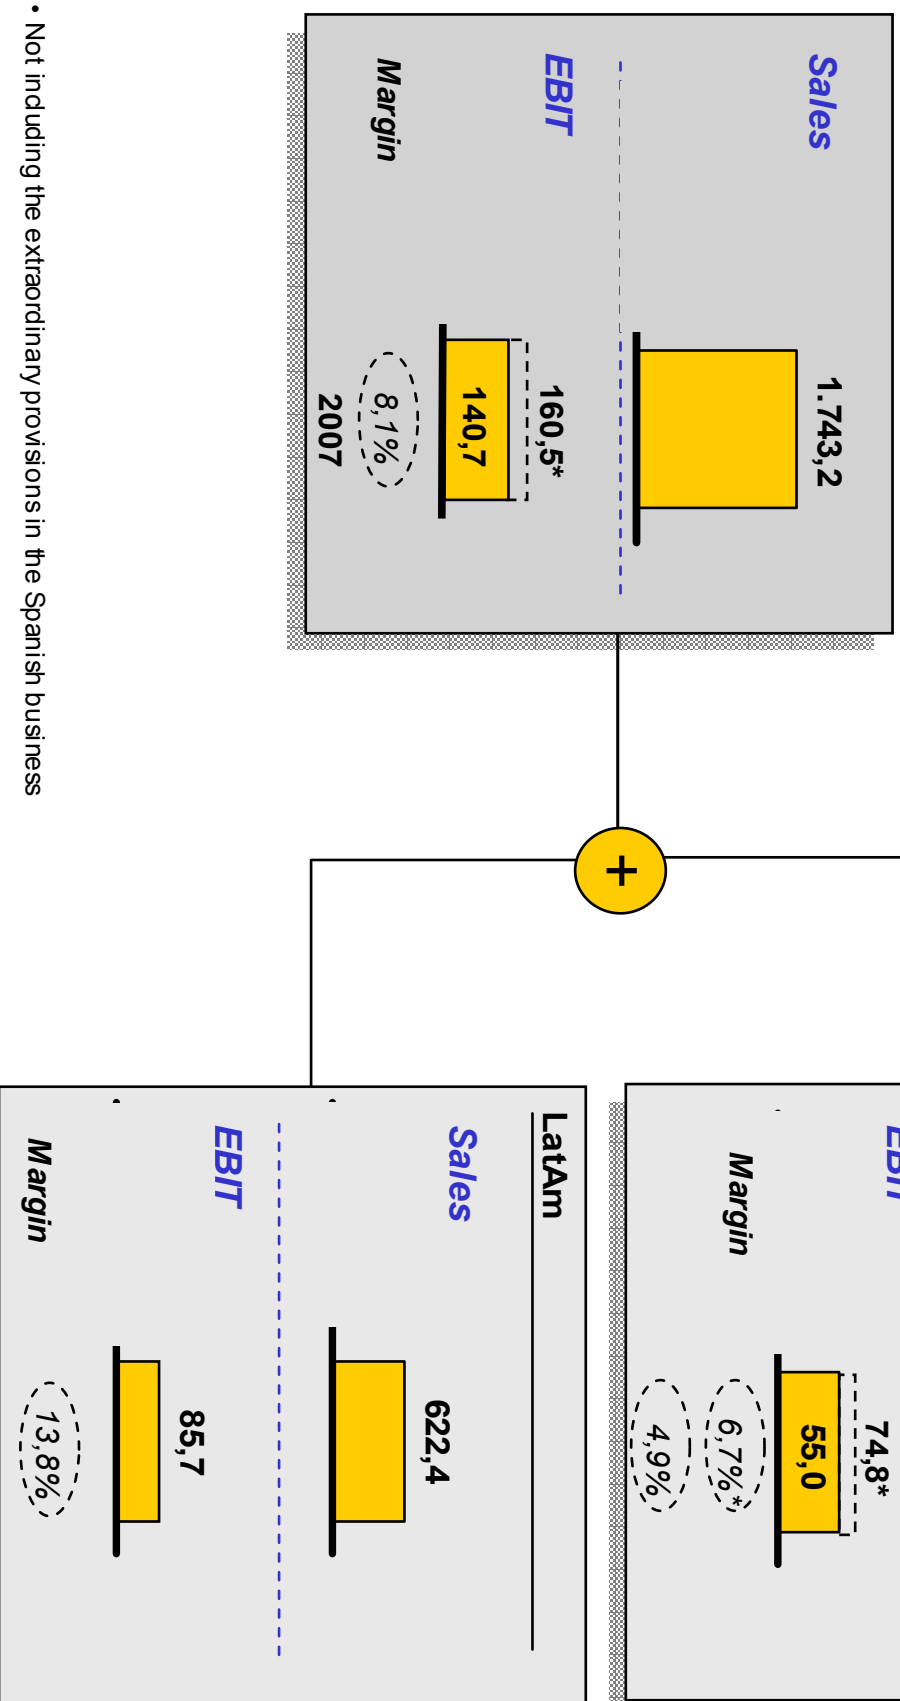 Sales
1.743,2
EBIT
160,5*
140,7
Margin
8,1%
2007
+
EBIT
74,8*
55,0
Margin
6,7%*
4,9%
LatAm
Sales
622,4
EBIT
85,7
Margin
13,8%
• Not including the extraordinary provisions in the Spanish business